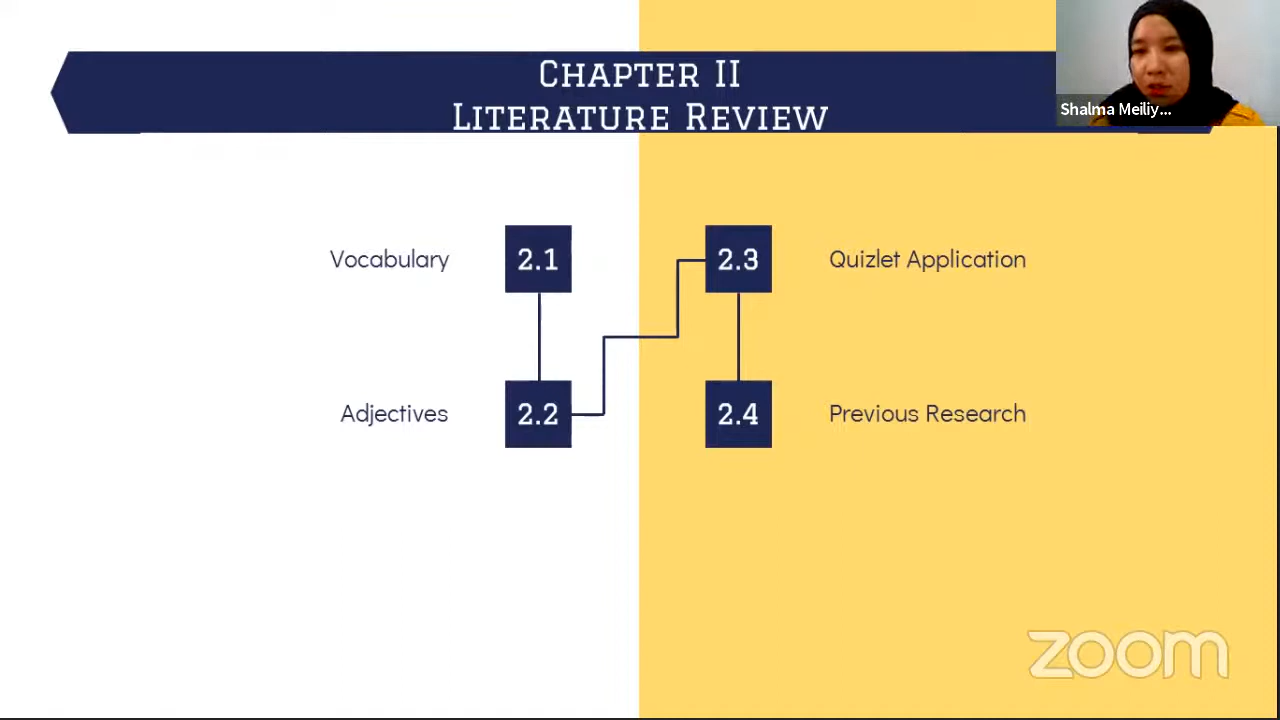 Chapter II
Literature Review
Shalma Meiliy...
Vocabulary 2.1
2.3 Quizlet Application
Adjectives 2.2
2.4 Previous Research
zoom